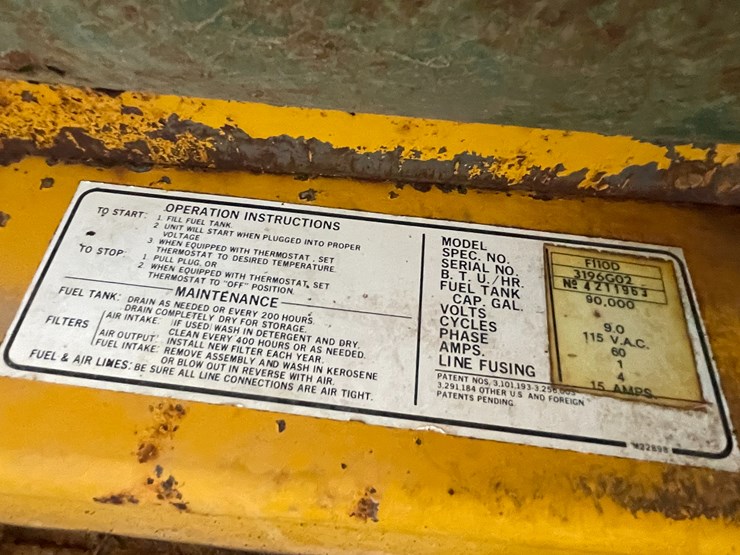 OPERATION INSTRUCTIONS
TO START: 1. FILL FUEL TANK.
2. UNIT WILL START WHEN PLUGGED INTO PROPER
VOLTAGE
3. WHEN EQUIPPED WITH THERMOSTAT, SET
THERMOSTAT TO DESIRED TEMPERATURE.
TO STOP: 1. PULL PLUG, OR
2. WHEN EQUIPPED WITH THERMOSTAT, SET
THERMOSTAT TO "OFF" POSITION.
MAINTENANCE
FUEL TANK: DRAIN AS NEEDED OR EVERY 200 HOURS.
DRAIN COMPLETELY DRY FOR STORAGE.
FILTERS AIR INTAKE: IF USED: WASH IN DETERGENT AND DRY.
CLEAN EVERY 400 HOURS OR AS NEEDED.
AIR OUTPUT: INSTALL NEW FILTER EACH YEAR.
FUEL INTAKE: REMOVE ASSEMBLY AND WASH IN KEROSENE
OR BLOW OUT IN REVERSE WITH AIR.
FUEL & AIR LINES: BE SURE ALL LINE CONNECTIONS ARE AIR TIGHT.
MODEL F110D
SPEC. NO. 3196G02
SERIAL NO. Nº 4Z11953
B. T. U./HR. 90,000
FUEL TANK
CAP. GAL. 9.0
VOLTS 115 V.A.C.
CYCLES 60
PHASE 1
AMPS. 4
LINE FUSING 15 AMPS.
PATENT NOS. 3,101,193-3,256,003
3,291,184 OTHER U.S. AND FOREIGN
PATENTS PENDING
M22898